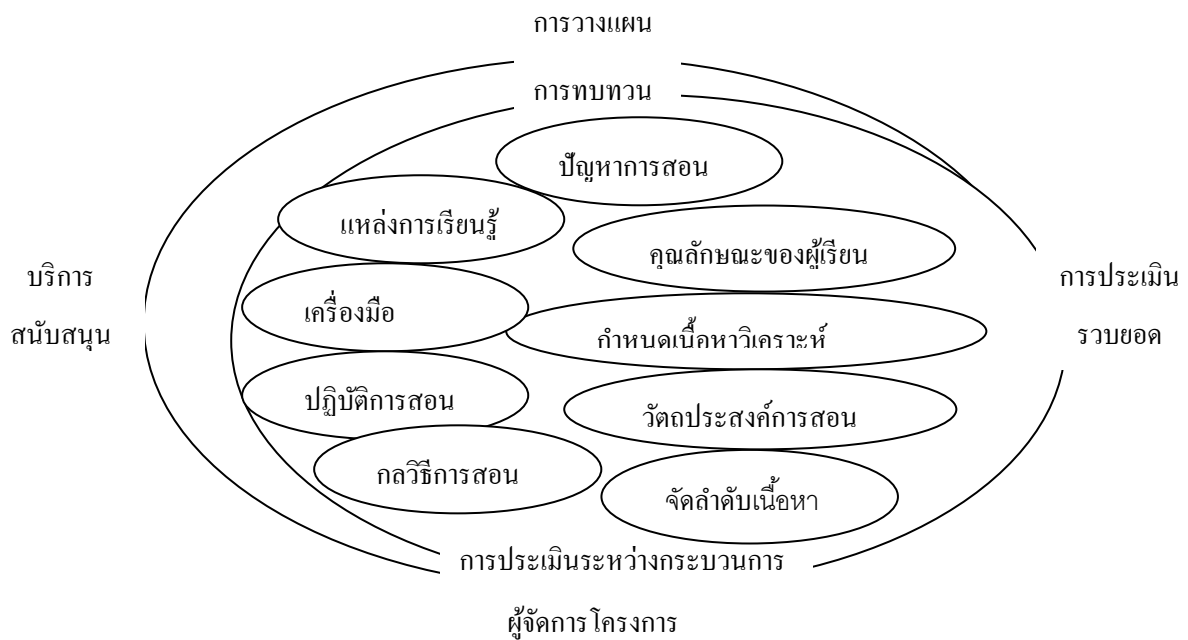 การวางแผน
การทบทวน
ปัญหาการสอน
แหล่งการเรียนรู้
คุณลักษณะของผู้เรียน
บริการ
สนับสนุน
การประเมิน
รวบยอด
เครื่องมือ
กำหนดเนื้อหาวิเคราะห์
ปฏิบัติการสอน
วัตถประสงค์การสอน
กลวิธีการสอน
จัดลำดับเนื้อหา
การประเมินระหว่างกระบวนการ
ผู้จัดการโครงการ